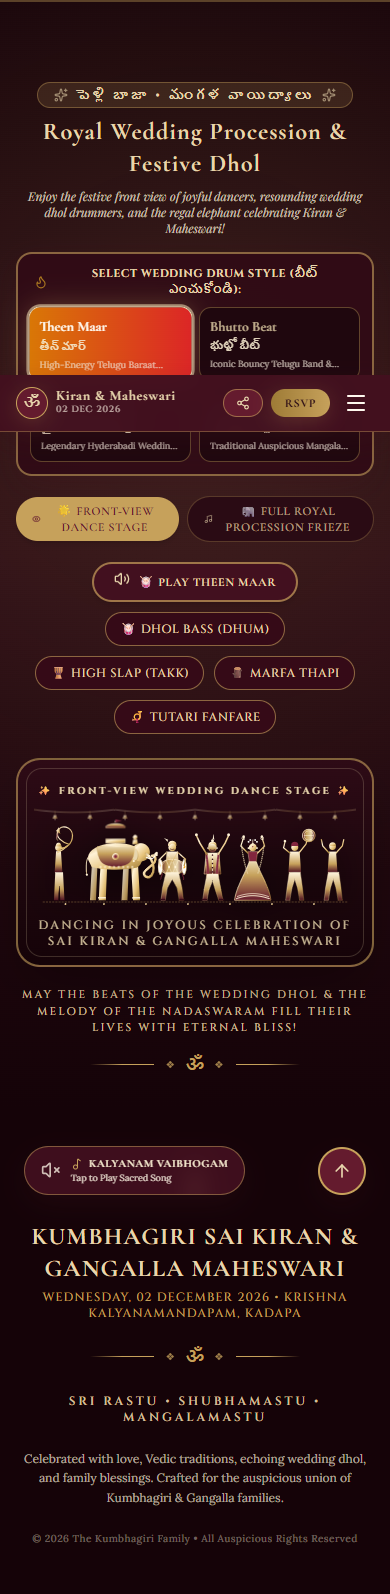 పెళ్లి బాజా • మంగళ వాయిద్యాలు
Royal Wedding Procession &
Festive Dhol
Enjoy the festive front view of joyful dancers, resounding wedding
dhol drummers, and the regal elephant celebrating Kiran &
Maheswari!
SELECT WEDDING DRUM STYLE (బీట్
ఎంచుకోండి):
Theen Maar
తీన్ మార్
High-Energy Telugu Baraat...
Bhutto Beat
భుట్టో బీట్
Iconic Bouncy Telugu Band &...
ॐ
Kiran & Maheswari
02 DEC 2026
RSVP
Legendary Hyderabadi Weddin...
Traditional Auspicious Mangala...
FRONT-VIEW
DANCE STAGE
FULL ROYAL
PROCESSION FRIEZE
PLAY THEEN MAAR
DHOL BASS (DHUM)
HIGH SLAP (TAKK)
MARFA THAPI
TUTARI FANFARE
FRONT-VIEW WEDDING DANCE STAGE
DANCING IN JOYOUS CELEBRATION OF
SAI KIRAN & GANGALLA MAHESWARI
MAY THE BEATS OF THE WEDDING DHOL & THE
MELODY OF THE NADASWARAM FILL THEIR
LIVES WITH ETERNAL BLISS!
ॐ
KALYANAM VAIBHOGAM
Tap to Play Sacred Song
KUMBHAGIRI SAI KIRAN &
GANGALLA MAHESWARI
WEDNESDAY, 02 DECEMBER 2026 • KRISHNA
KALYANAMANDAPAM, KADAPA
ॐ
SRI RASTU • SHUBHAMASTU •
MANGALAMASTU
Celebrated with love, Vedic traditions, echoing wedding dhol,
and family blessings. Crafted for the auspicious union of
Kumbhagiri & Gangalla families.
© 2026 The Kumbhagiri Family • All Auspicious Rights Reserved